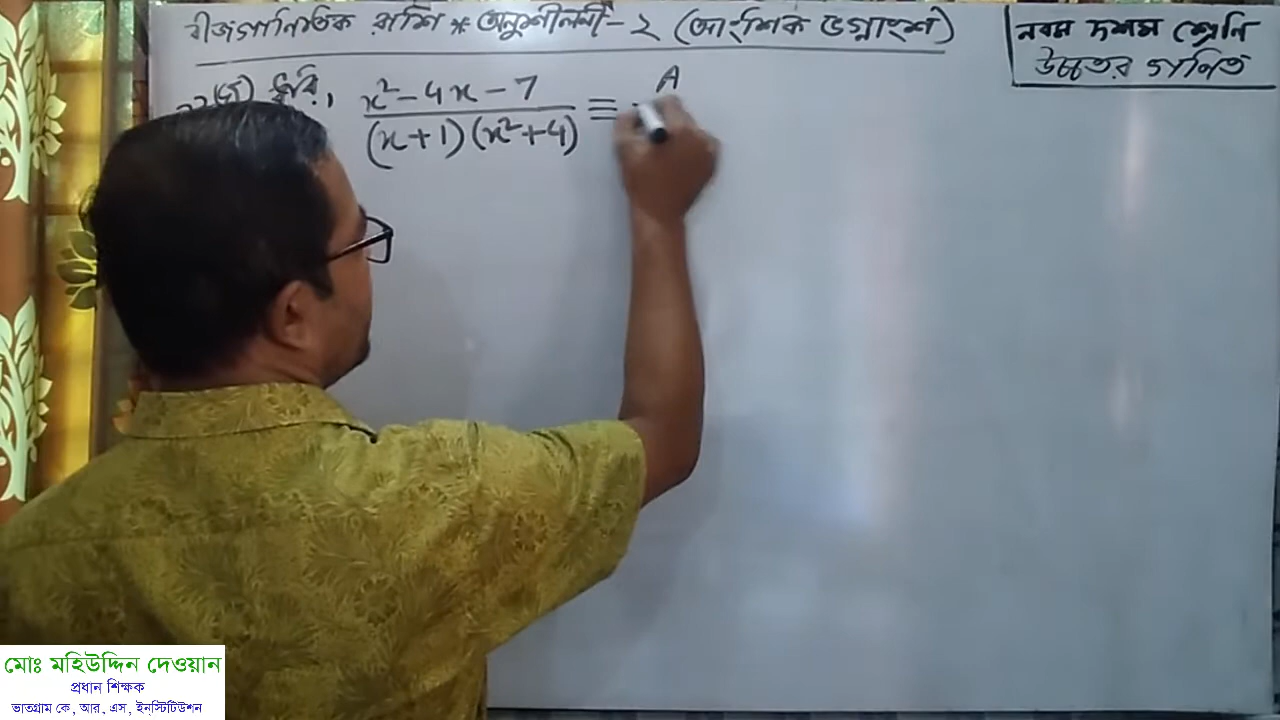 বীজগাণিতিক রাশি * অনুশীলনী - ২ (আংশিক ভগ্নাংশ)
নবম দশম শ্রেণি
উচ্চতর গণিত
ধরি, x² - 4x - 7 ≡ A
(x + 1) (x² + 4)
মোঃ মহিউদ্দিন দেওয়ান
প্রধান শিক্ষক
ভাতগ্রাম কে, আর, এস, ইনস্টিটিউশন